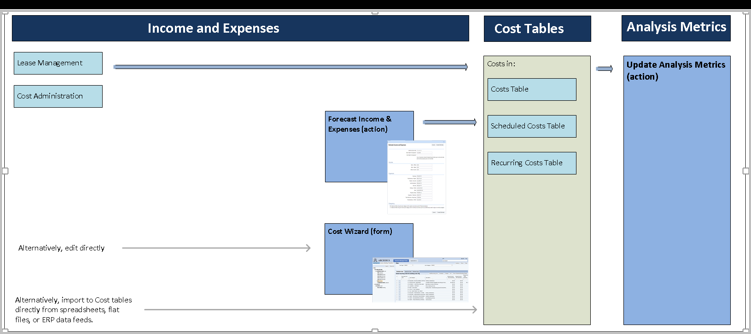 Income and Expenses
Cost Tables
Analysis Metrics
Lease Management
Cost Administration
Costs in:
Costs Table
Scheduled Costs Table
Recurring Costs Table
Update Analysis Metrics
(action)
Forecast Income &
Expenses (action)
Cost Wizard (form)
Alternatively, edit directly
Alternatively, import to Cost tables
directly from spreadsheets, flat
files, or ERP data feeds.